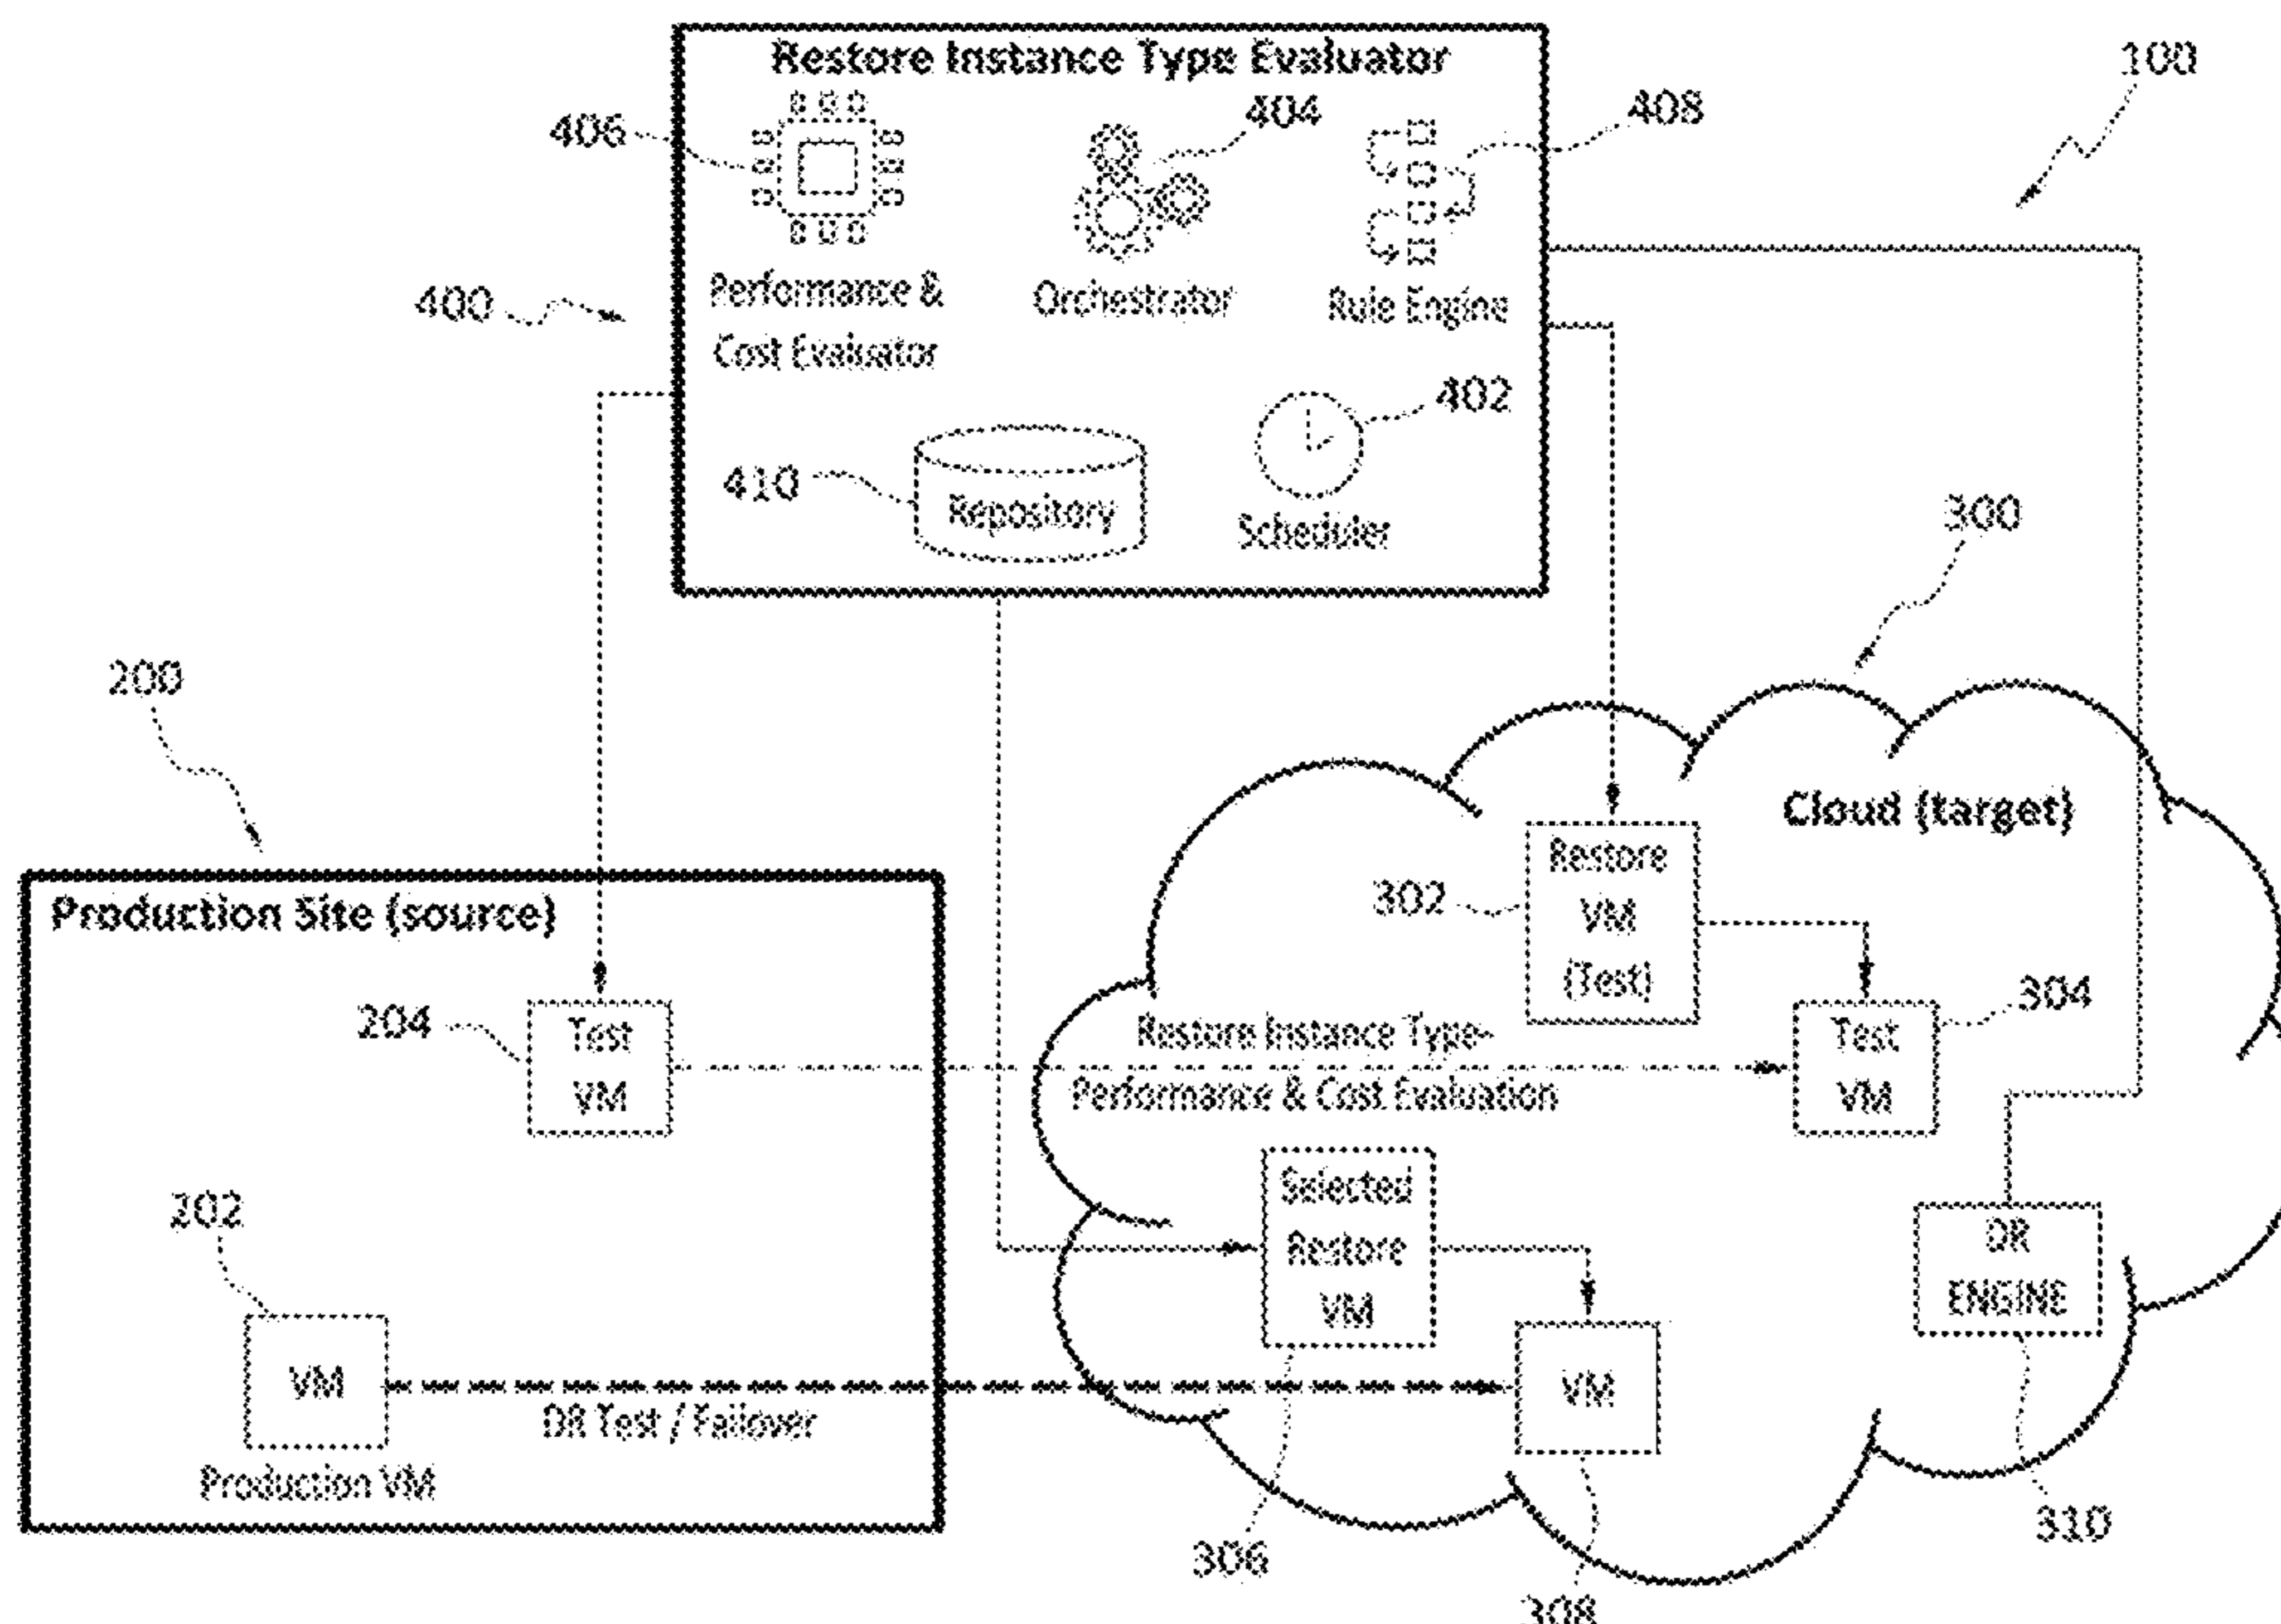 Restore Instance Type Evaluator
100
406
404
408
400
Performance &
Cost Evaluator
Orchestrator
Rule Engine
402
410
Repository
Scheduler
300
200
Cloud (target)
Production Site (source)
Restore
VM
(Test)
302
204
Test
VM
Restore Instance Type-
Performance & Cost Evaluation
304
Test
VM
202
Selected
Restore
VM
DR
ENGINE
VM
DR Test / Failover
VM
Production VM
306
308
310